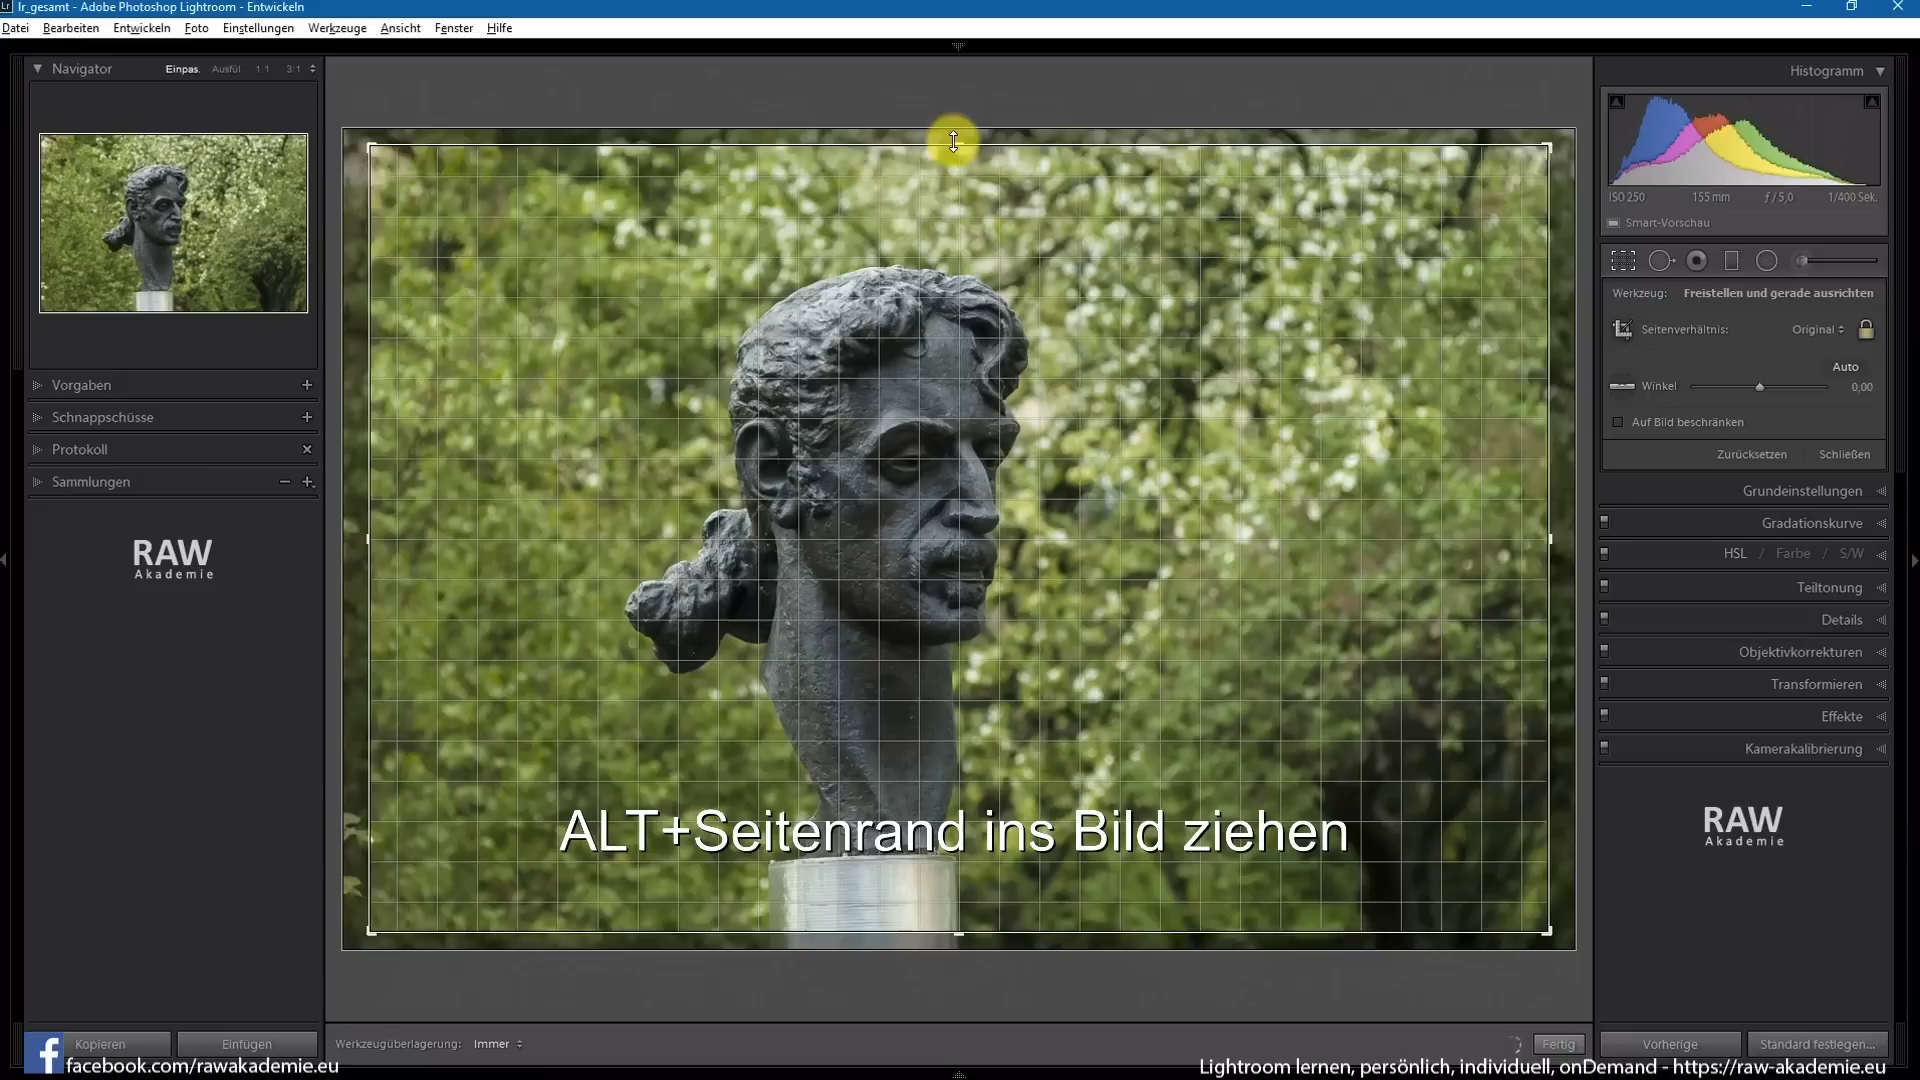 lr_gesamt - Adobe Photoshop Lightroom - Entwickeln
Datei Bearbeiten Entwickeln Foto Einstellungen Werkzeuge Ansicht Fenster Hilfe
Navigator Einpas. Ausfül. 1:1 3:1
Vorgaben
Schnappschüsse
Protokoll
Sammlungen
RAW
Akademie
ALT+Seitenrand ins Bild ziehen
Histogramm
ISO 250 155 mm ƒ / 5,0 1/400 Sek.
Smart-Vorschau
Werkzeug: Freistellen und gerade ausrichten
Seitenverhältnis: Original
Auto
Winkel 0,00
Auf Bild beschränken
Zurücksetzen Schließen
Grundeinstellungen
Gradationskurve
HSL / Farbe / S/W
Teiltonung
Details
Objektivkorrekturen
Transformieren
Effekte
Kamerakalibrierung
RAW
Akademie
Kopieren Einfügen
Werkzeugüberlagerung: Immer
Fertig
Vorherige Standard festlegen...
facebook.com/rawakademie.eu
Lightroom lernen, persönlich, individuell, onDemand - https://raw-akademie.eu